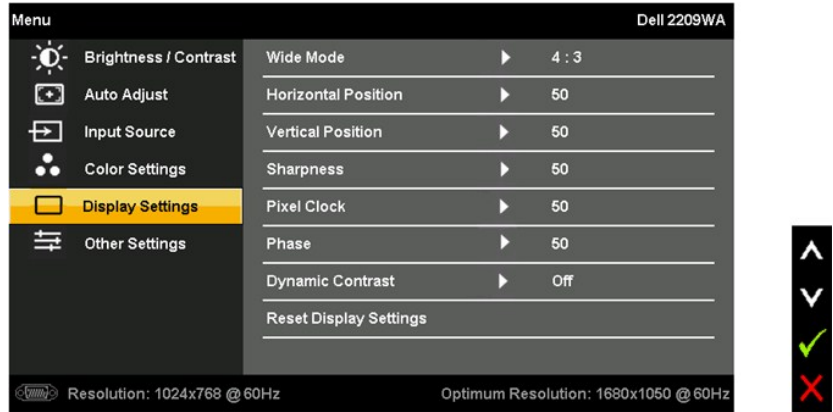 Menu Dell 2209WA
Brightness / Contrast Wide Mode 4 : 3
Auto Adjust Horizontal Position 50
Input Source Vertical Position 50
Color Settings Sharpness 50
Display Settings Pixel Clock 50
Other Settings Phase 50
Dynamic Contrast Off
Reset Display Settings
Resolution: 1024x768 @ 60Hz Optimum Resolution: 1680x1050 @ 60Hz